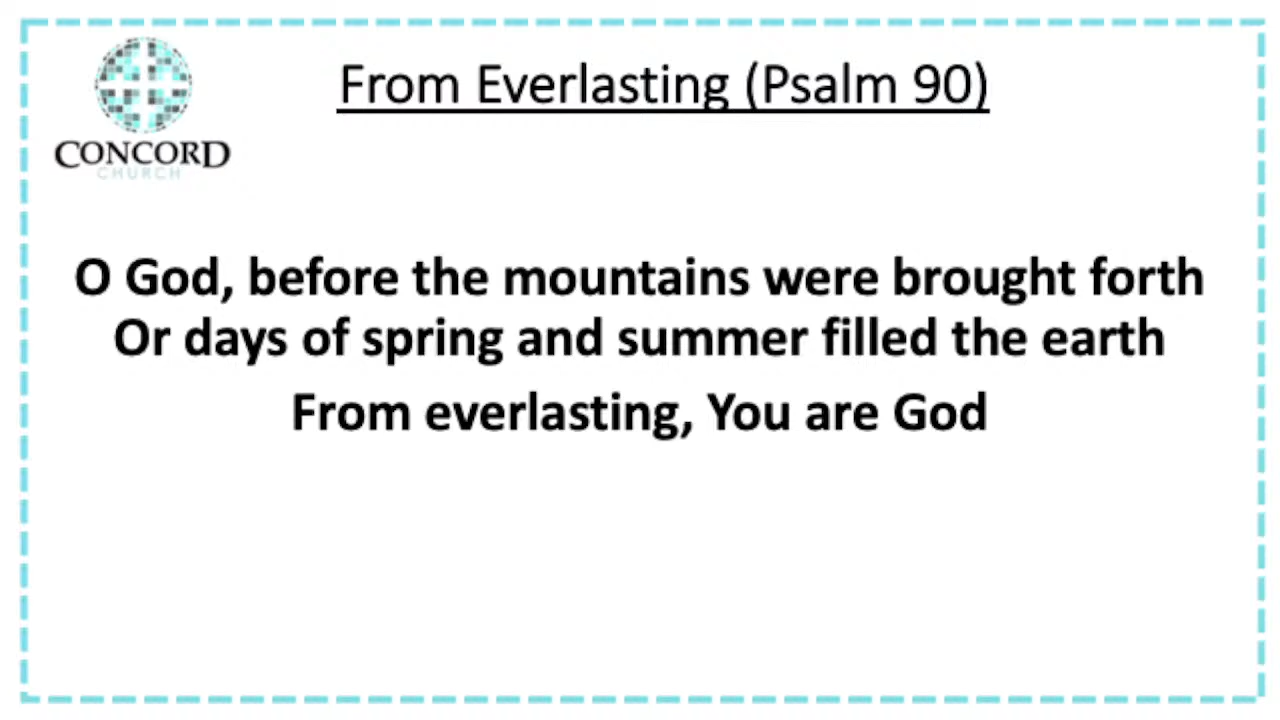 From Everlasting (Psalm 90)
CONCORD
CHURCH
O God, before the mountains were brought forth
Or days of spring and summer filled the earth
From everlasting, You are God